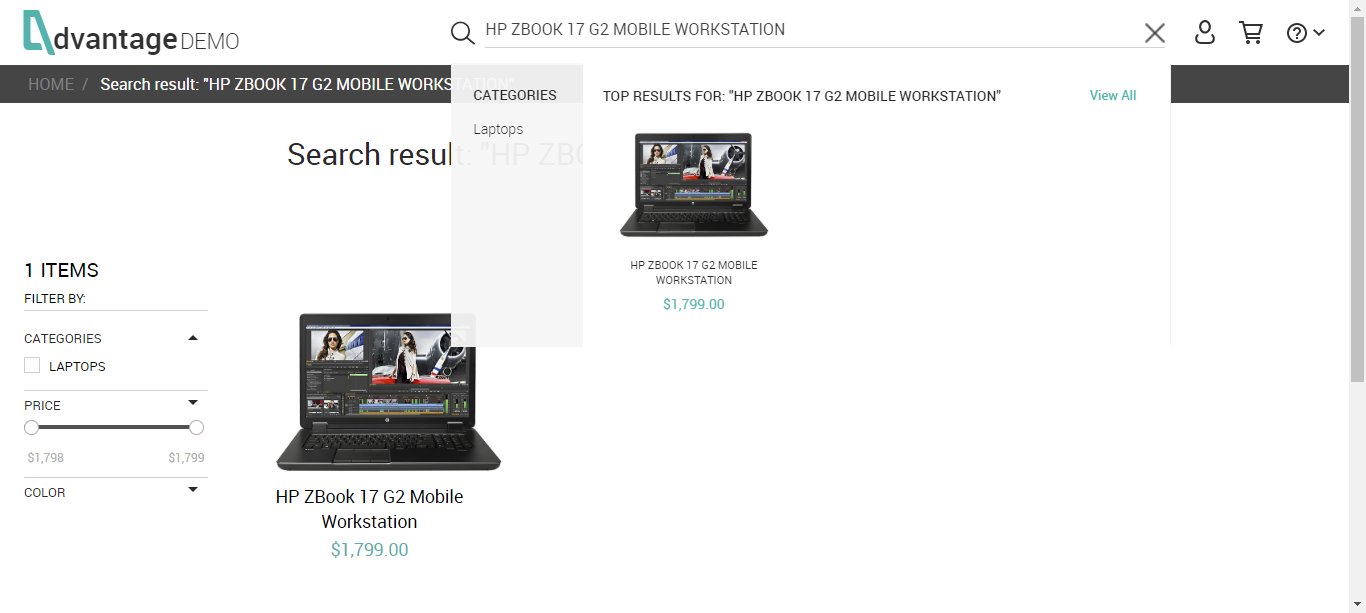 dvantage DEMO
HP ZBOOK 17 G2 MOBILE WORKSTATION
HOME / Search result: "HP ZBOOK 17 G2 MOBILE WORKSTATION"
CATEGORIES
Laptops
TOP RESULTS FOR: "HP ZBOOK 17 G2 MOBILE WORKSTATION"
View All
HP ZBOOK 17 G2 MOBILE
WORKSTATION
$1,799.00
Search result: "HP ZBO
1 ITEMS
FILTER BY:
CATEGORIES
LAPTOPS
PRICE
$1,798 $1,799
COLOR
HP ZBook 17 G2 Mobile
Workstation
$1,799.00